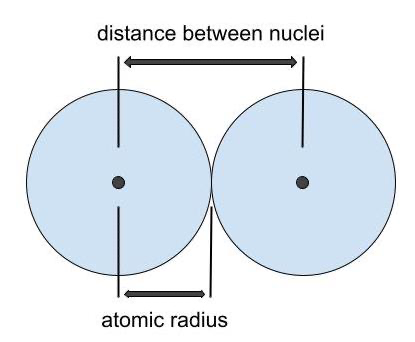 distance between nuclei
atomic radius